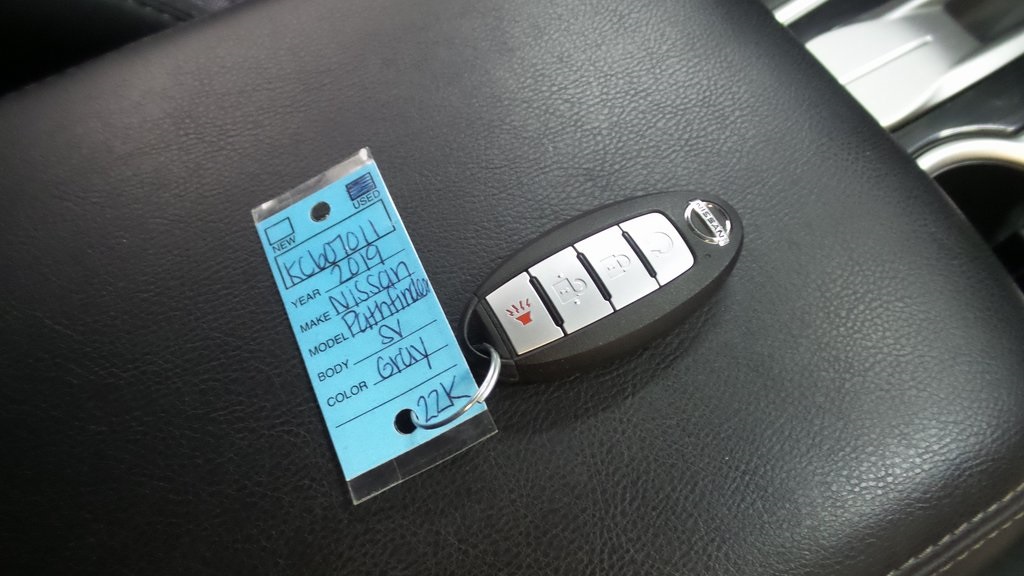 NEW
USED
KC607011
YEAR 2019
MAKE Nissan
MODEL Pathfinder
BODY SV
COLOR Gray
22K
NISSAN